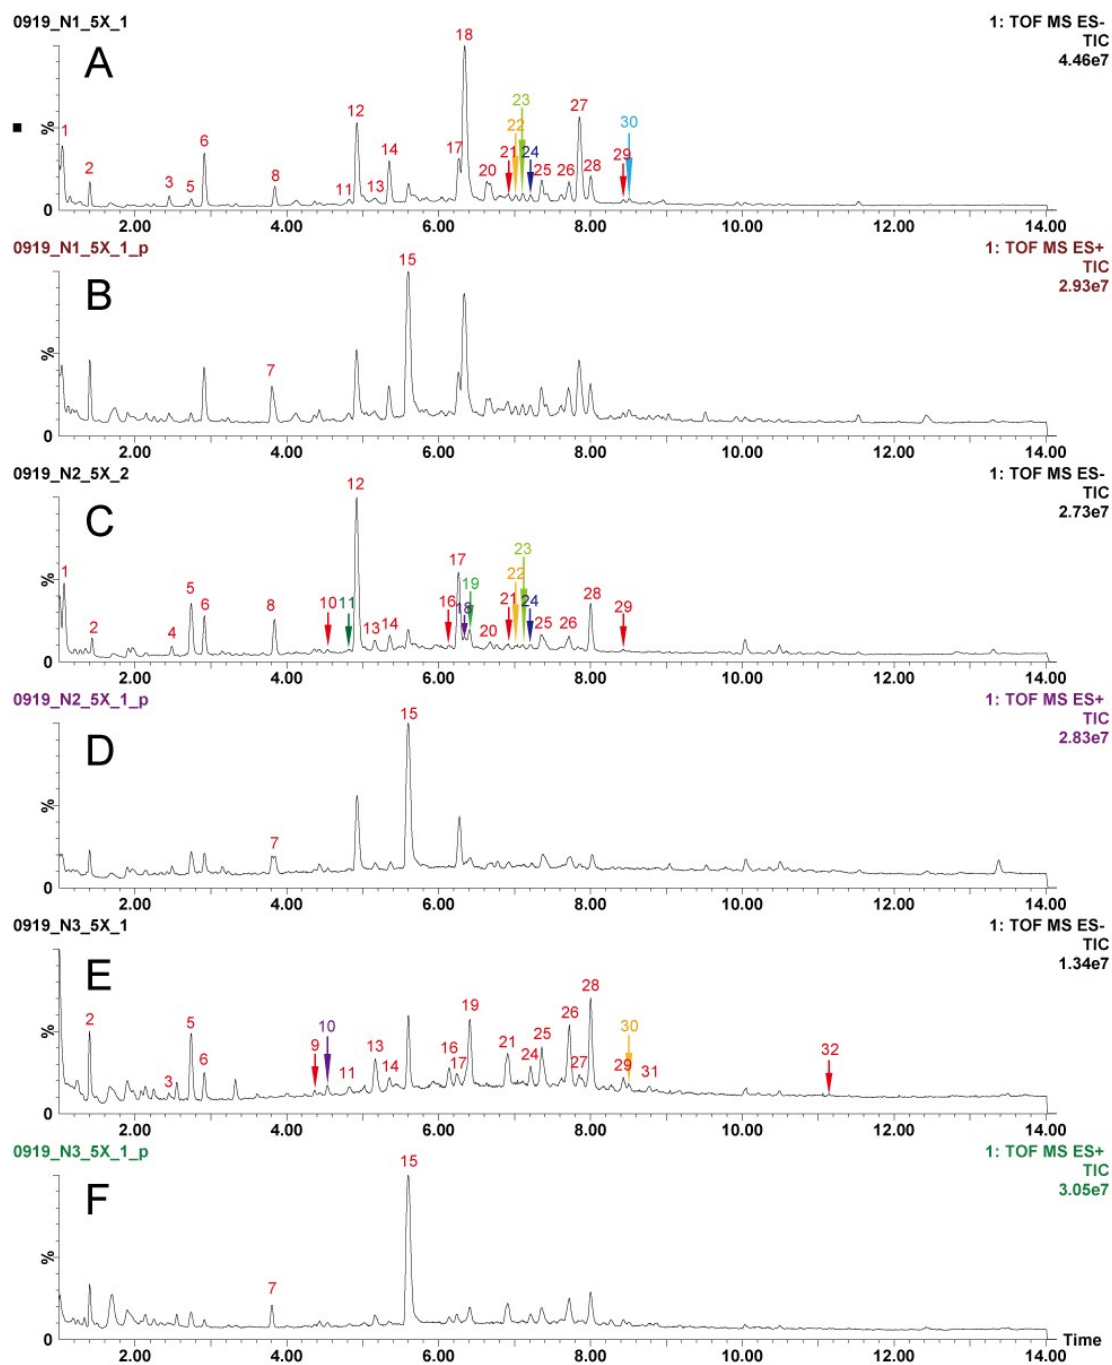 0919_N1_5X_1
1: TOF MS ES-
TIC
4.46e7
A
%
1 2 3 5 6 8 11 12 13 14 17 18 20 21 22 23 24 25 26 27 28 29 30
0
2.00 4.00 6.00 8.00 10.00 12.00 14.00
0919_N1_5X_1_p
1: TOF MS ES+
TIC
2.93e7
B
%
7 15
0
2.00 4.00 6.00 8.00 10.00 12.00 14.00
0919_N2_5X_2
1: TOF MS ES-
TIC
2.73e7
C
%
1 2 4 5 6 8 10 11 12 13 14 16 17 18 19 20 21 22 23 24 25 26 28 29
0
2.00 4.00 6.00 8.00 10.00 12.00 14.00
0919_N2_5X_1_p
1: TOF MS ES+
TIC
2.83e7
D
%
7 15
0
2.00 4.00 6.00 8.00 10.00 12.00 14.00
0919_N3_5X_1
1: TOF MS ES-
TIC
1.34e7
E
%
2 3 5 6 9 10 11 13 14 16 17 19 21 24 25 26 27 28 29 30 31 32
0
2.00 4.00 6.00 8.00 10.00 12.00 14.00
0919_N3_5X_1_p
1: TOF MS ES+
TIC
3.05e7
F
%
7 15
0
2.00 4.00 6.00 8.00 10.00 12.00 14.00
Time